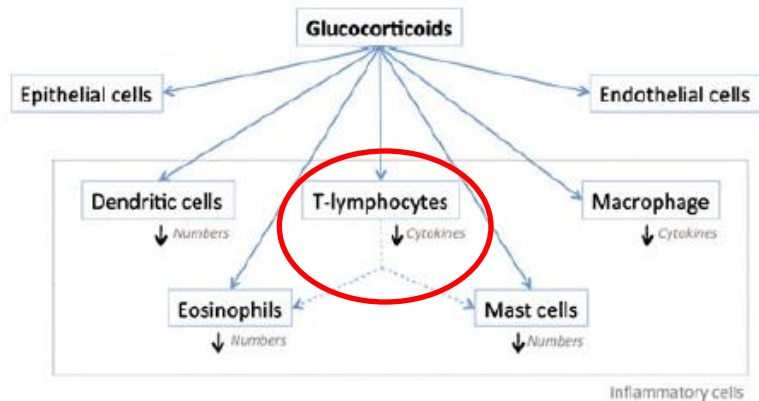 Glucocorticoids
Epithelial cells
Endothelial cells
Dendritic cells
T-lymphocytes
Macrophage
Numbers
Cytokines
Cytokines
Eosinophils
Mast cells
Numbers
Numbers
Inflammatory cells